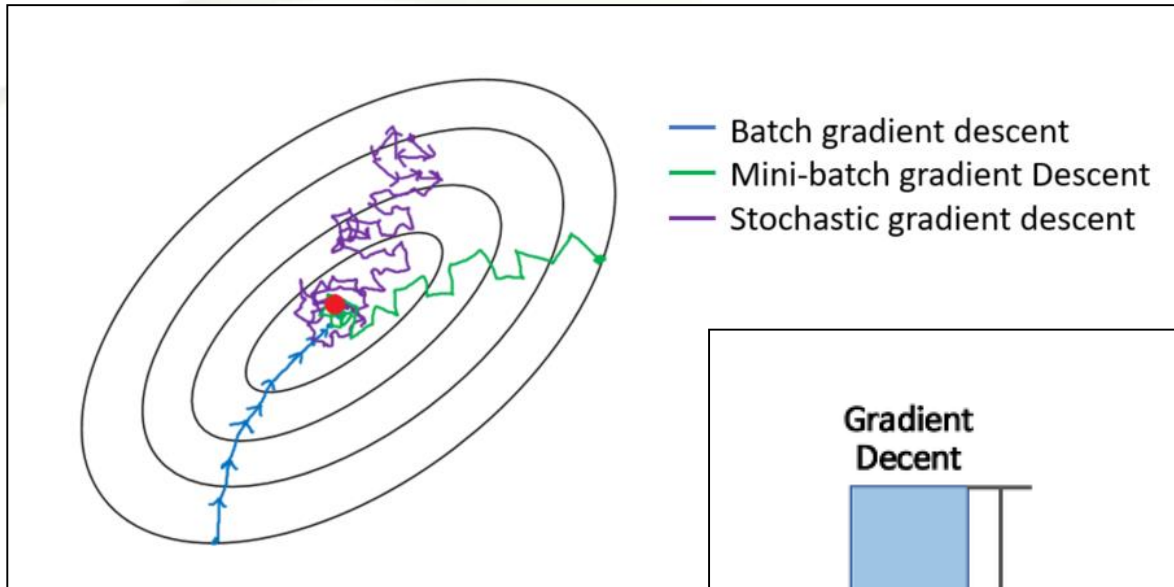 Batch gradient descent
Mini-batch gradient Descent
Stochastic gradient descent
Gradient
Decent